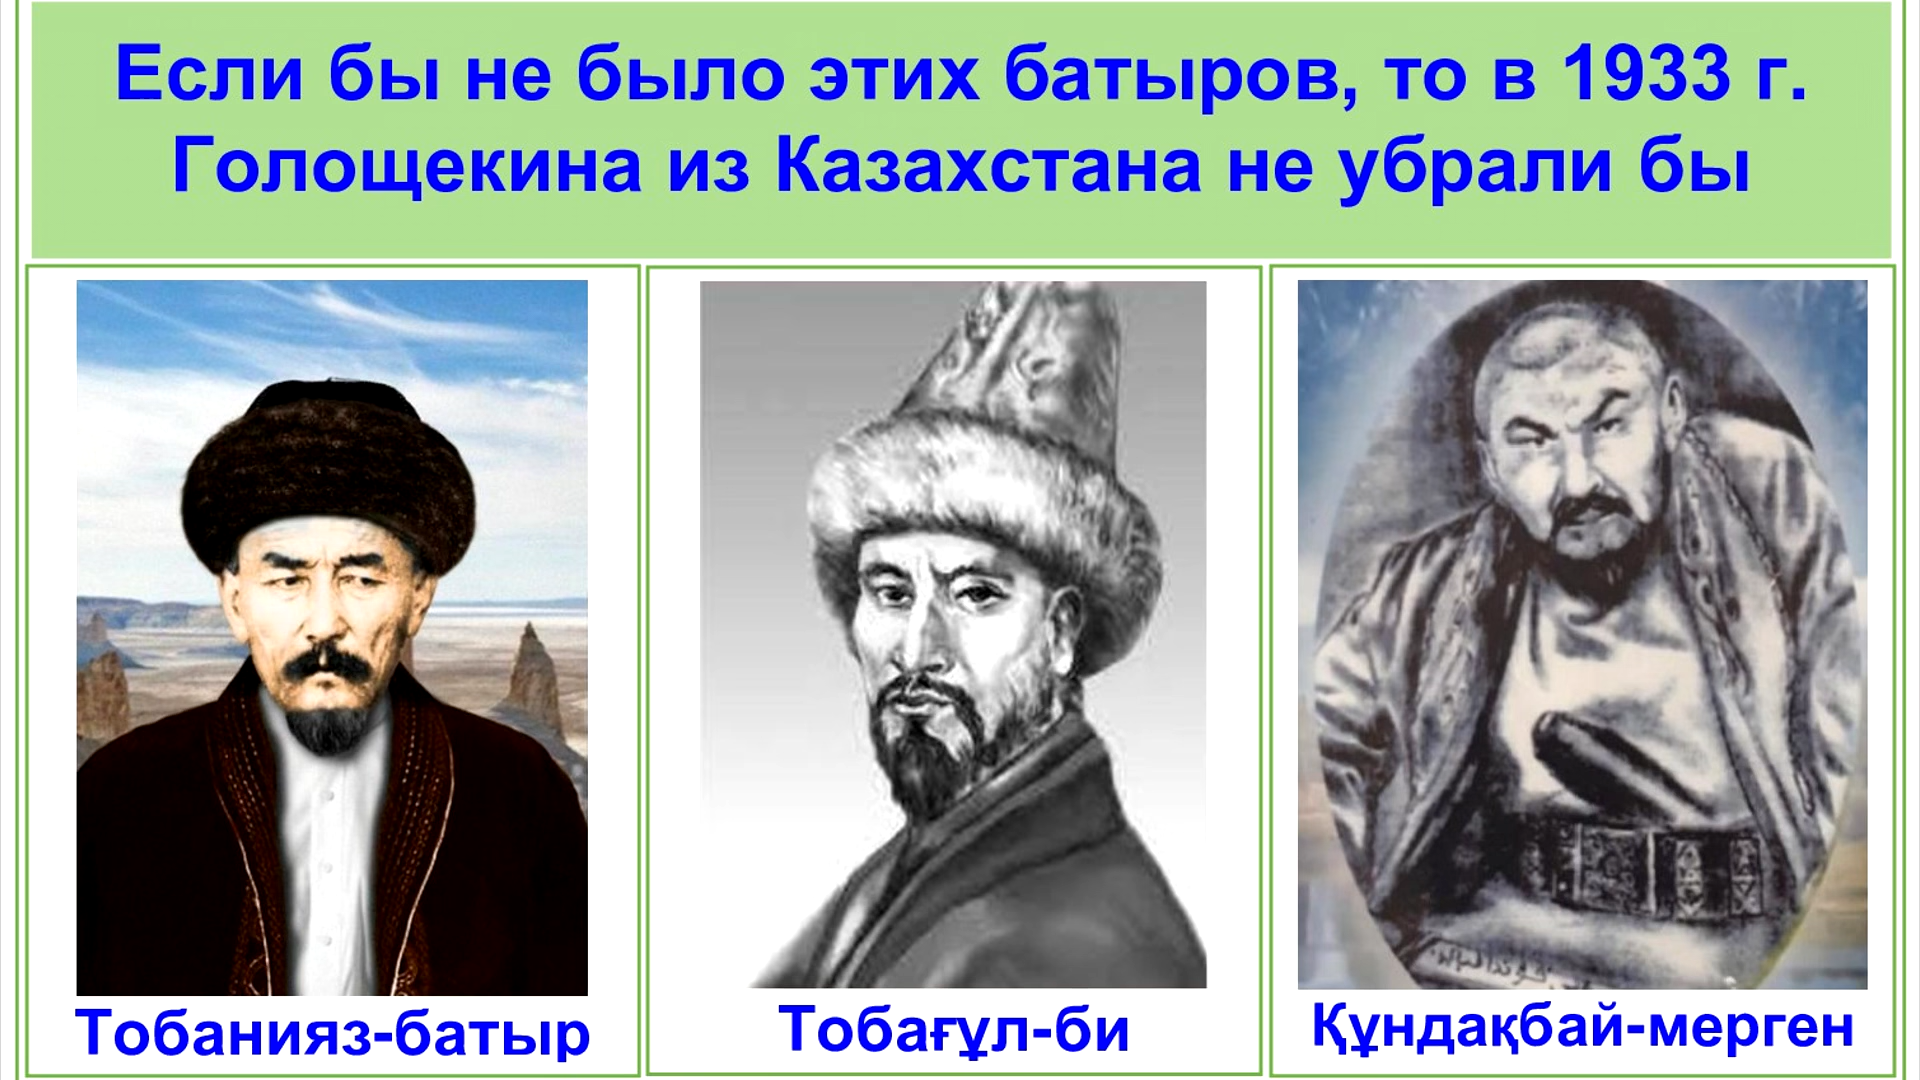 Если бы не было этих батыров, то в 1933 г.
Голощекина из Казахстана не убрали бы
Тобанияз-батыр
Тобағұл-би
Құндақбай-мерген